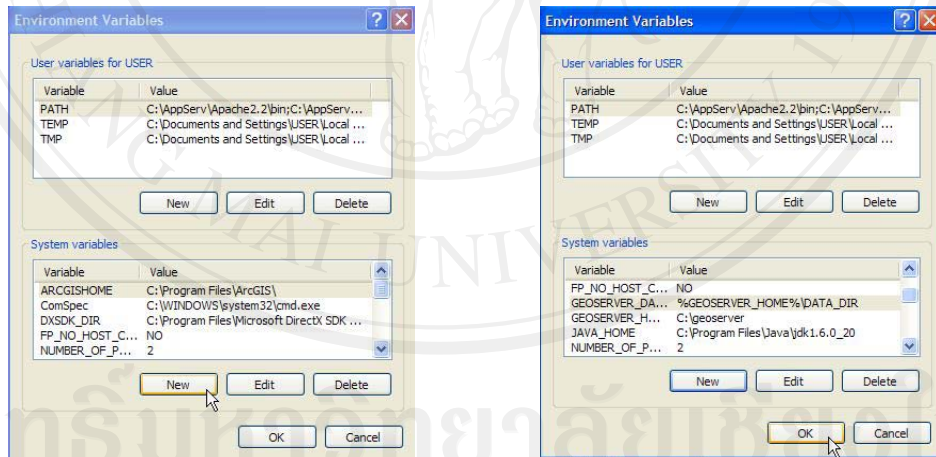 Environment Variables
User variables for USER
Variable Value
PATH C:\AppServ\Apache2.2\bin;C:\AppServ...
TEMP C:\Documents and Settings\USER\Local ...
TMP C:\Documents and Settings\USER\Local ...
New Edit Delete
System variables
Variable Value
ARCGISHOME C:\Program Files\ArcGIS\
ComSpec C:\WINDOWS\system32\cmd.exe
DXSDK_DIR C:\Program Files\Microsoft DirectX SDK ...
FP_NO_HOST_C... NO
NUMBER_OF_P... 2
New Edit Delete
OK Cancel
Environment Variables
User variables for USER
Variable Value
PATH C:\AppServ\Apache2.2\bin;C:\AppServ...
TEMP C:\Documents and Settings\USER\Local ...
TMP C:\Documents and Settings\USER\Local ...
New Edit Delete
System variables
Variable Value
FP_NO_HOST_C... NO
GEOSERVER_DA... %GEOSERVER_HOME%\DATA_DIR
GEOSERVER_H... C:\geoserver
JAVA_HOME C:\Program Files\Java\jdk1.6.0_20
NUMBER_OF_P... 2
New Edit Delete
OK Cancel
ANG MAI UNIVERSITY 1